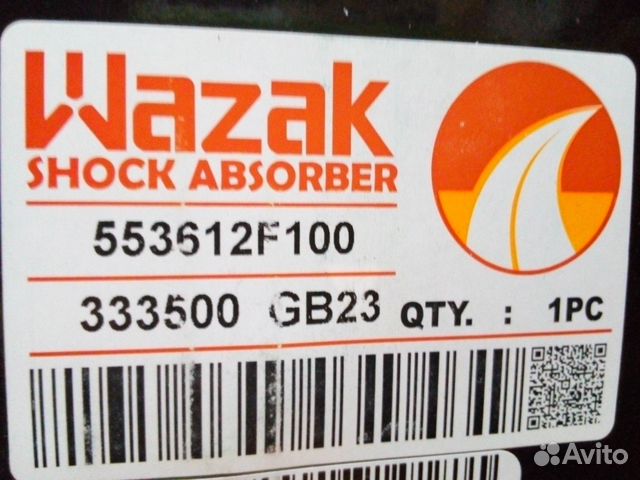 Wazak
SHOCK ABSORBER
553612F100
333500 GB23 QTY. : 1PC
Avito